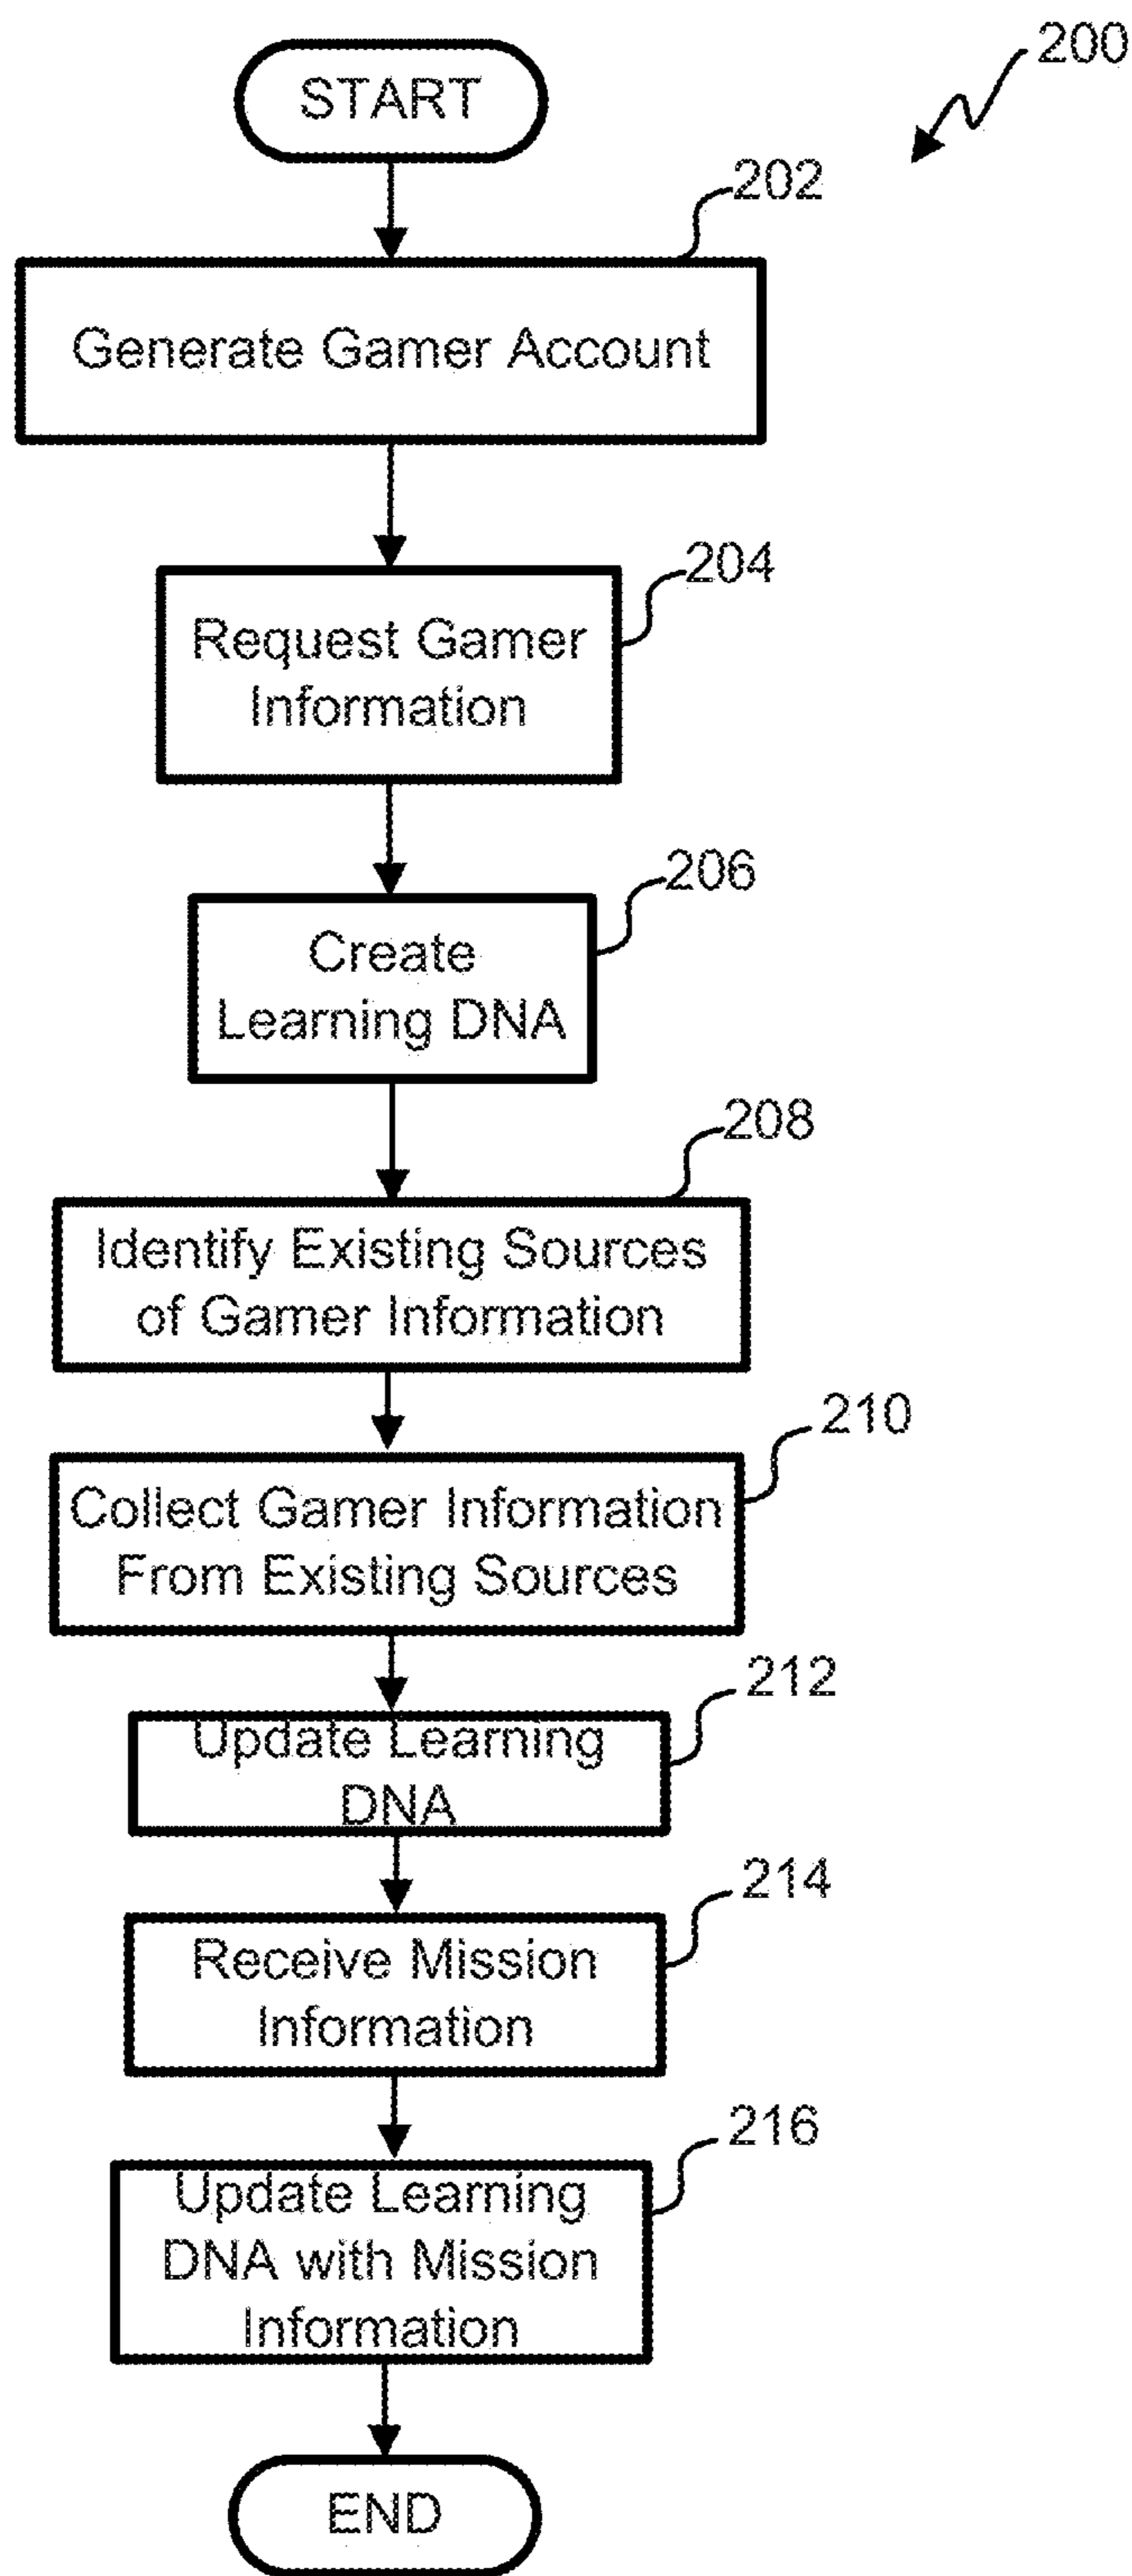 200
START
202
Generate Gamer Account
204
Request Gamer
Information
206
Create
Learning DNA
208
Identify Existing Sources
of Gamer Information
210
Collect Gamer Information
From Existing Sources
212
Update Learning
DNA
214
Receive Mission
Information
216
Update Learning
DNA with Mission
Information
END